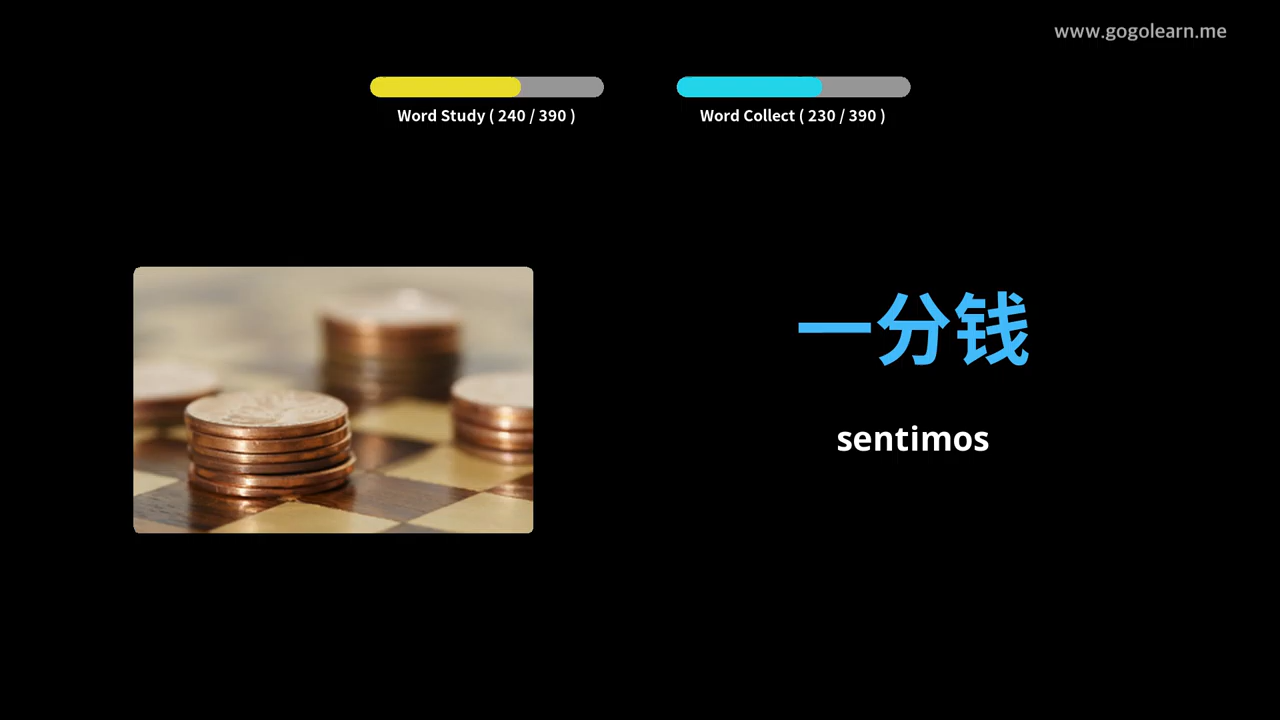 www.gogolearn.me
Word Study ( 240 / 390 )
Word Collect ( 230 / 390 )
一分钱
sentimos